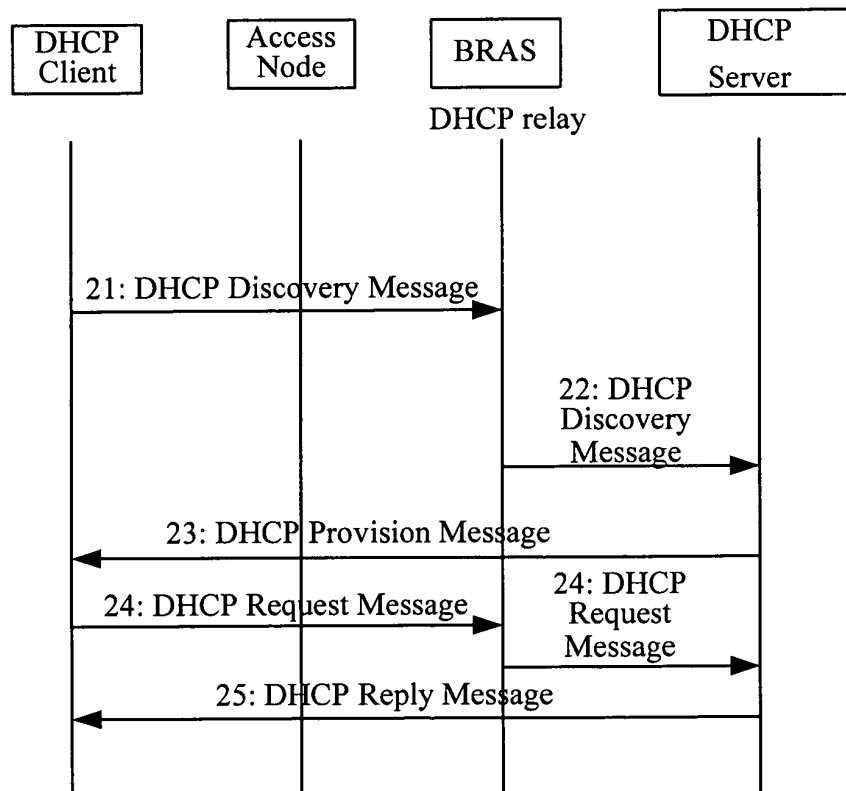 DHCP
Client
Access
Node
BRAS
DHCP
Server
DHCP relay
21: DHCP Discovery Message
22: DHCP
Discovery
Message
23: DHCP Provision Message
24: DHCP Request Message
24: DHCP
Request
Message
25: DHCP Reply Message